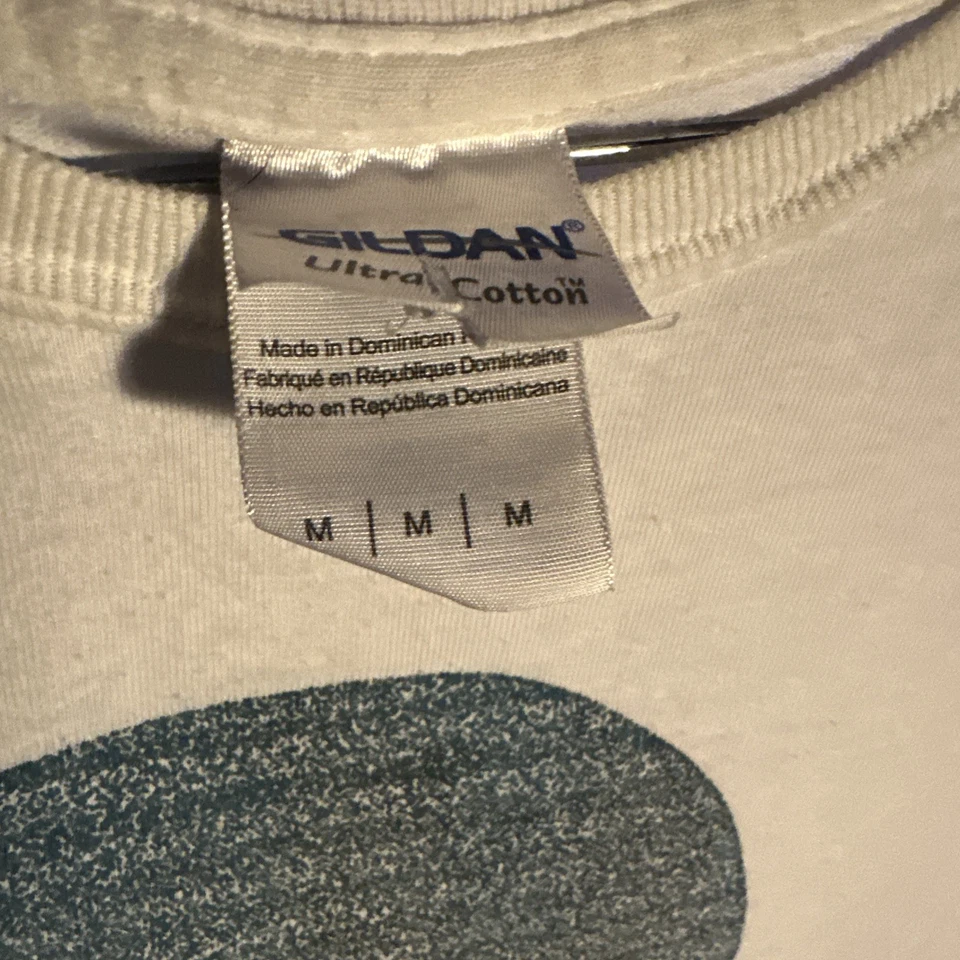 GILDAN®
Ultra Cotton™
Made in Dominican
Fabriqué en République Dominicaine
Hecho en República Dominicana
M | M | M